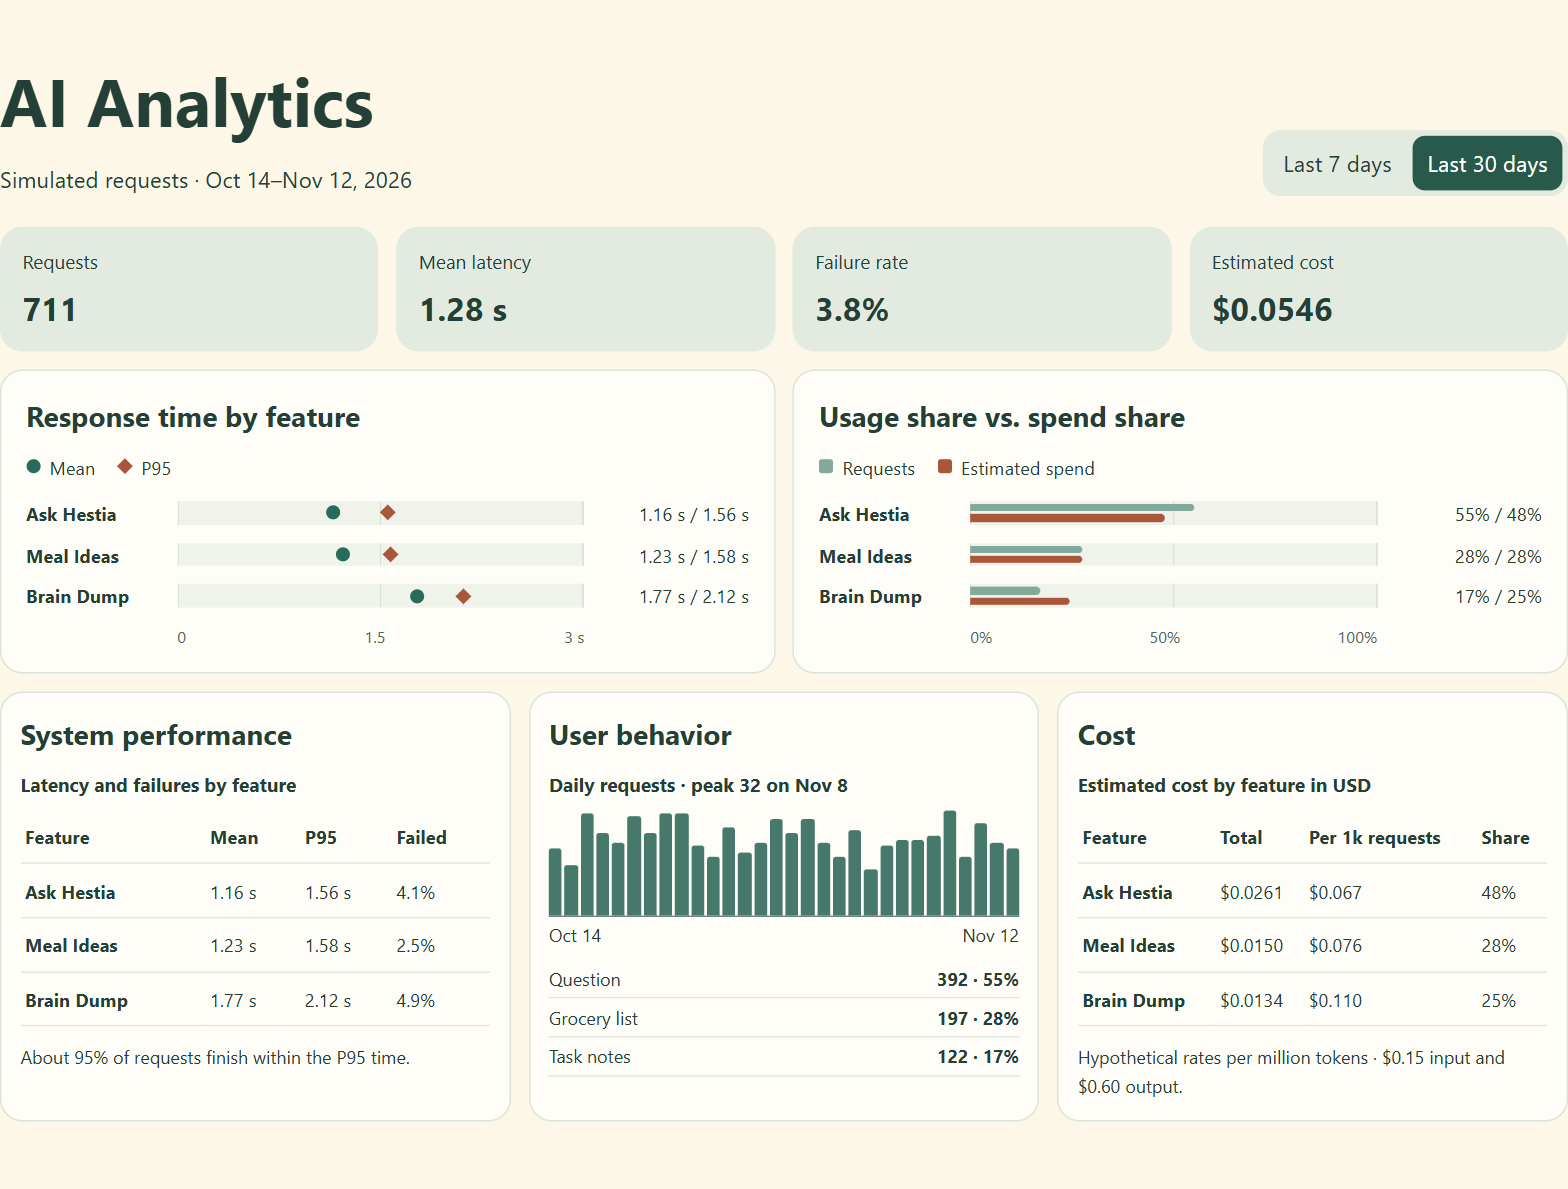 AI Analytics
Simulated requests · Oct 14–Nov 12, 2026
Last 7 days
Last 30 days
Requests
711
Mean latency
1.28 s
Failure rate
3.8%
Estimated cost
$0.0546
Response time by feature
Mean P95
Ask Hestia 1.16 s / 1.56 s
Meal Ideas 1.23 s / 1.58 s
Brain Dump 1.77 s / 2.12 s
0 1.5 3 s
Usage share vs. spend share
Requests Estimated spend
Ask Hestia 55% / 48%
Meal Ideas 28% / 28%
Brain Dump 17% / 25%
0% 50% 100%
System performance
Latency and failures by feature
Feature Mean P95 Failed
Ask Hestia 1.16 s 1.56 s 4.1%
Meal Ideas 1.23 s 1.58 s 2.5%
Brain Dump 1.77 s 2.12 s 4.9%
About 95% of requests finish within the P95 time.
User behavior
Daily requests · peak 32 on Nov 8
Oct 14 Nov 12
Question 392 · 55%
Grocery list 197 · 28%
Task notes 122 · 17%
Cost
Estimated cost by feature in USD
Feature Total Per 1k requests Share
Ask Hestia $0.0261 $0.067 48%
Meal Ideas $0.0150 $0.076 28%
Brain Dump $0.0134 $0.110 25%
Hypothetical rates per million tokens · $0.15 input and
$0.60 output.